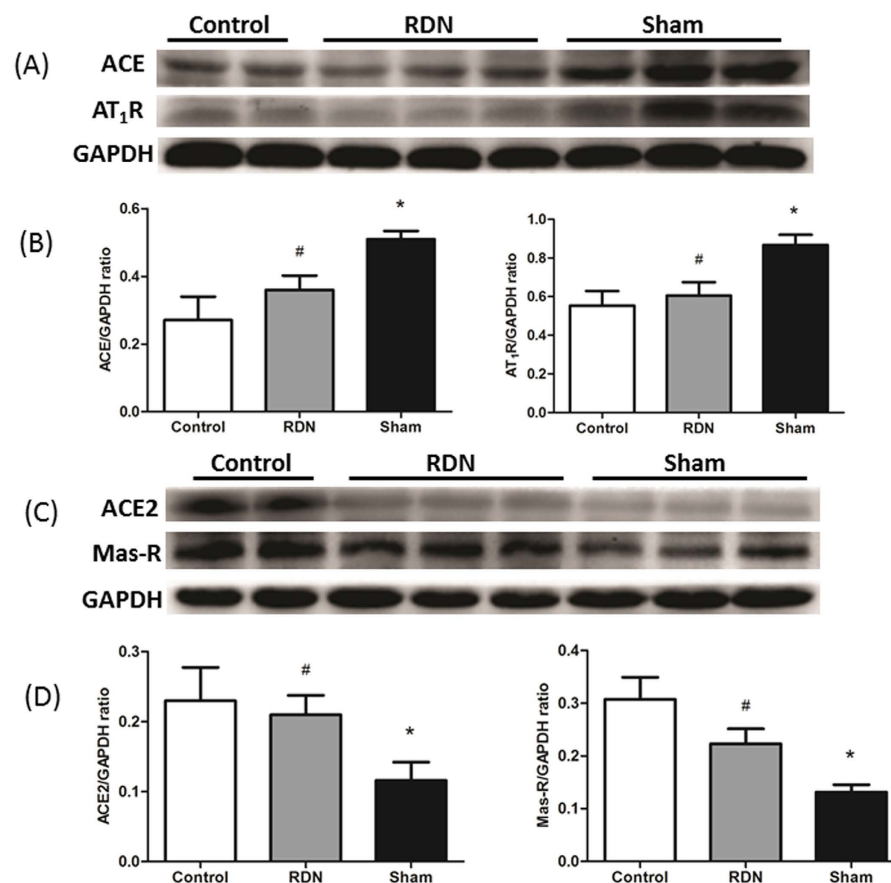 Control RDN Sham
(A) ACE
AT₁R
GAPDH
(B)
ACE/GAPDH ratio
0.6
0.4
0.2
0.0
#
*
Control RDN Sham
AT₁R/GAPDH ratio
1.0
0.8
0.6
0.4
0.2
0.0
#
*
Control RDN Sham
Control RDN Sham
(C) ACE2
Mas-R
GAPDH
(D)
ACE2/GAPDH ratio
0.3
0.2
0.1
0.0
#
*
Control RDN Sham
Mas-R/GAPDH ratio
0.4
0.3
0.2
0.1
0.0
#
*
Control RDN Sham